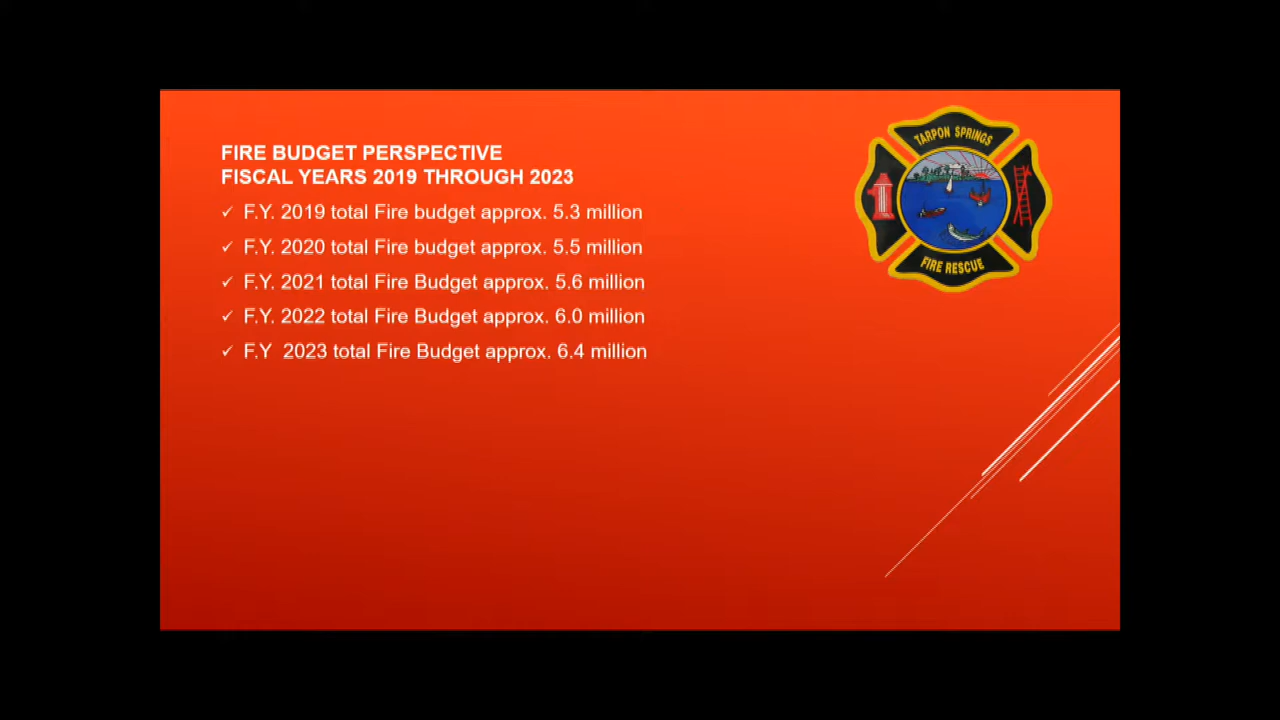 FIRE BUDGET PERSPECTIVE
FISCAL YEARS 2019 THROUGH 2023
✓ F.Y. 2019 total Fire budget approx. 5.3 million
✓ F.Y. 2020 total Fire budget approx. 5.5 million
✓ F.Y. 2021 total Fire Budget approx. 5.6 million
✓ F.Y. 2022 total Fire Budget approx. 6.0 million
✓ F.Y  2023 total Fire Budget approx. 6.4 million
TARPON SPRINGS
FIRE RESCUE